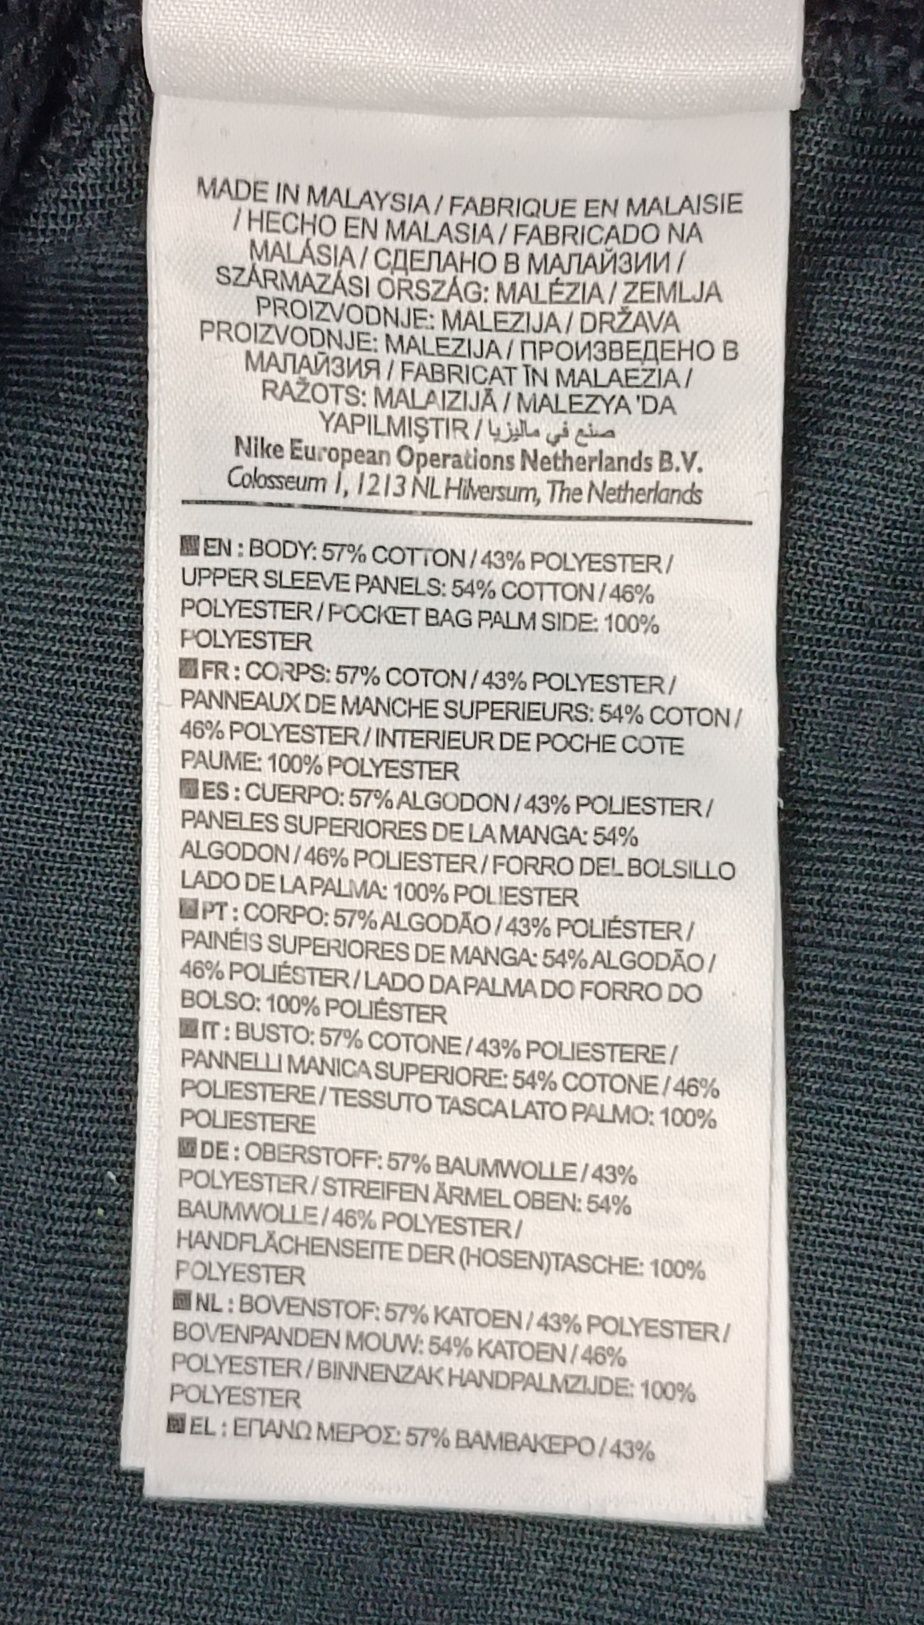 MADE IN MALAYSIA / FABRIQUE EN MALAISIE
/ HECHO EN MALASIA / FABRICADO NA
MALÁSIA / СДЕЛАНО В МАЛАЙЗИИ /
SZÁRMAZÁSI ORSZÁG: MALÉZIA / ZEMLJA
PROIZVODNJE: MALEZIJA / DRŽAVA
PROIZVODNJE: MALEZIJA / ПРОИЗВЕДЕНО В
МАЛАЙЗИЯ / FABRICAT ÎN MALAEZIA /
RAŽOTS: MALAIZIJĀ / MALEZYA 'DA
YAPILMIŞTIR / صنع في ماليزيا
Nike European Operations Netherlands B.V.
Colosseum 1, 1213 NL Hilversum, The Netherlands
EN : BODY: 57% COTTON / 43% POLYESTER /
UPPER SLEEVE PANELS: 54% COTTON / 46%
POLYESTER / POCKET BAG PALM SIDE: 100%
POLYESTER
FR : CORPS: 57% COTON / 43% POLYESTER /
PANNEAUX DE MANCHE SUPERIEURS: 54% COTON /
46% POLYESTER / INTERIEUR DE POCHE COTE
PAUME: 100% POLYESTER
ES : CUERPO: 57% ALGODON / 43% POLIESTER /
PANELES SUPERIORES DE LA MANGA: 54%
ALGODON / 46% POLIESTER / FORRO DEL BOLSILLO
LADO DE LA PALMA: 100% POLIESTER
PT : CORPO: 57% ALGODÃO / 43% POLIÉSTER /
PAINÉIS SUPERIORES DE MANGA: 54% ALGODÃO /
46% POLIÉSTER / LADO DA PALMA DO FORRO DO
BOLSO: 100% POLIÉSTER
IT : BUSTO: 57% COTONE / 43% POLIESTERE /
PANNELLI MANICA SUPERIORE: 54% COTONE / 46%
POLIESTERE / TESSUTO TASCA LATO PALMO: 100%
POLIESTERE
DE : OBERSTOFF: 57% BAUMWOLLE / 43%
POLYESTER / STREIFEN ÄRMEL OBEN: 54%
BAUMWOLLE / 46% POLYESTER /
HANDFLÄCHENSEITE DER (HOSEN)TASCHE: 100%
POLYESTER
NL : BOVENSTOF: 57% KATOEN / 43% POLYESTER /
BOVENPANDEN MOUW: 54% KATOEN / 46%
POLYESTER / BINNENZAK HANDPALMZIJDE: 100%
POLYESTER
EL : ΕΠΑΝΩ ΜΕΡΟΣ: 57% ΒΑΜΒΑΚΕΡΟ / 43%